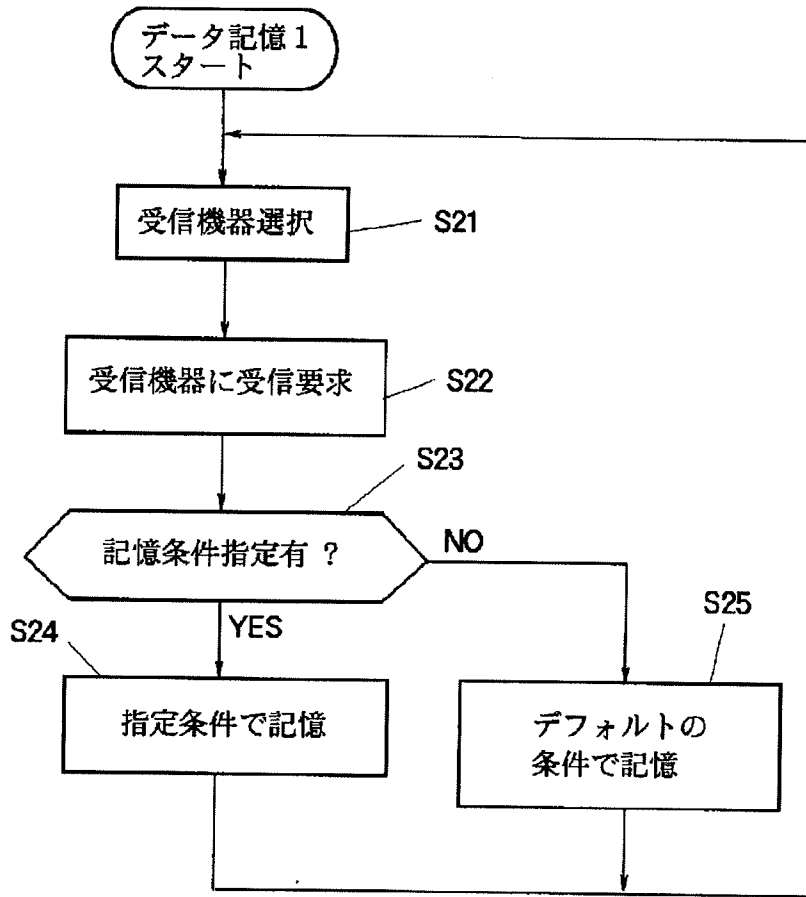 データ記憶1
スタート
受信機器選択
S21
受信機器に受信要求
S22
S23
記憶条件指定有 ?
NO
YES
S24
S25
指定条件で記憶
デフォルトの
条件で記憶